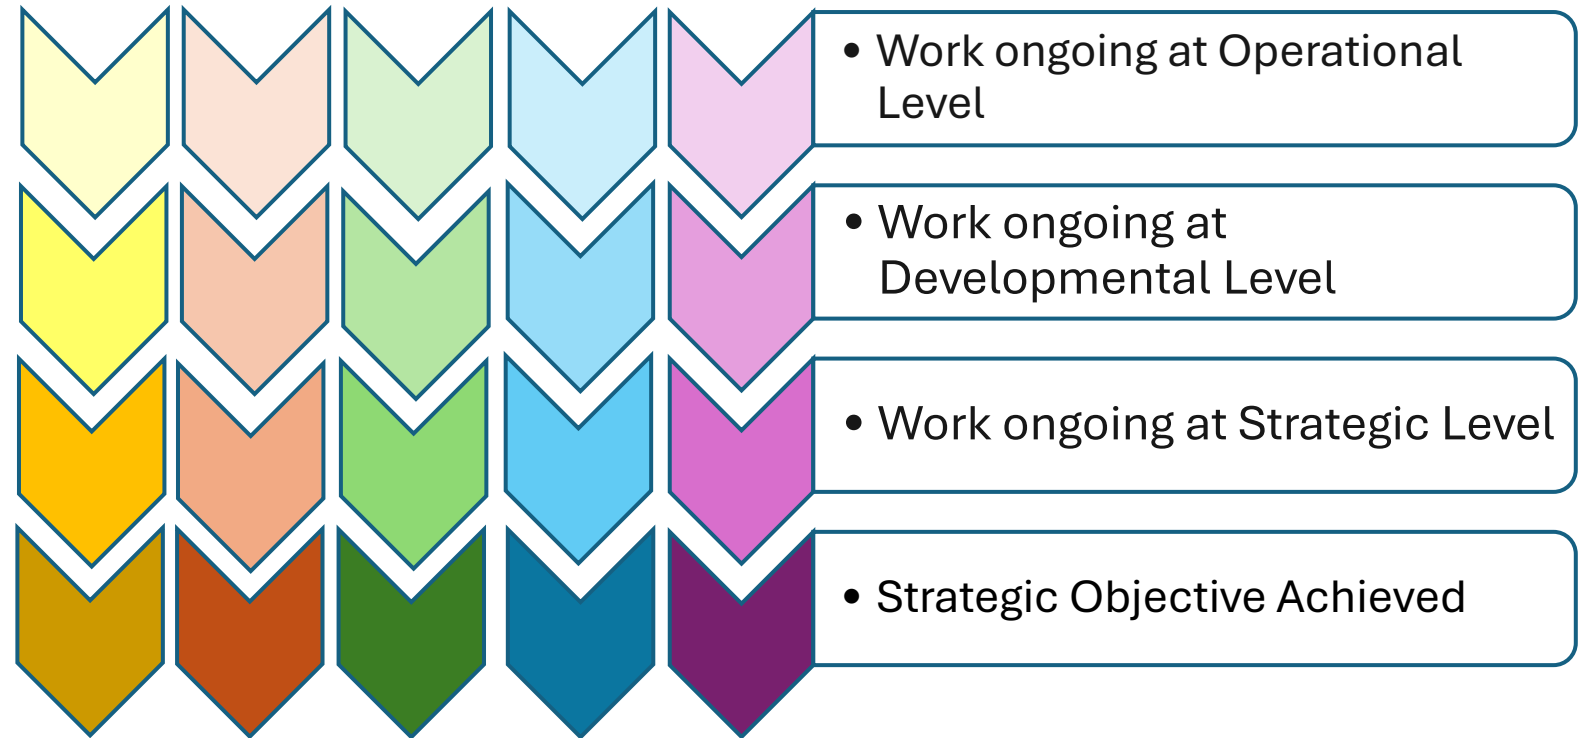 • Work ongoing at Operational
Level
• Work ongoing at
Developmental Level
• Work ongoing at Strategic Level
• Strategic Objective Achieved